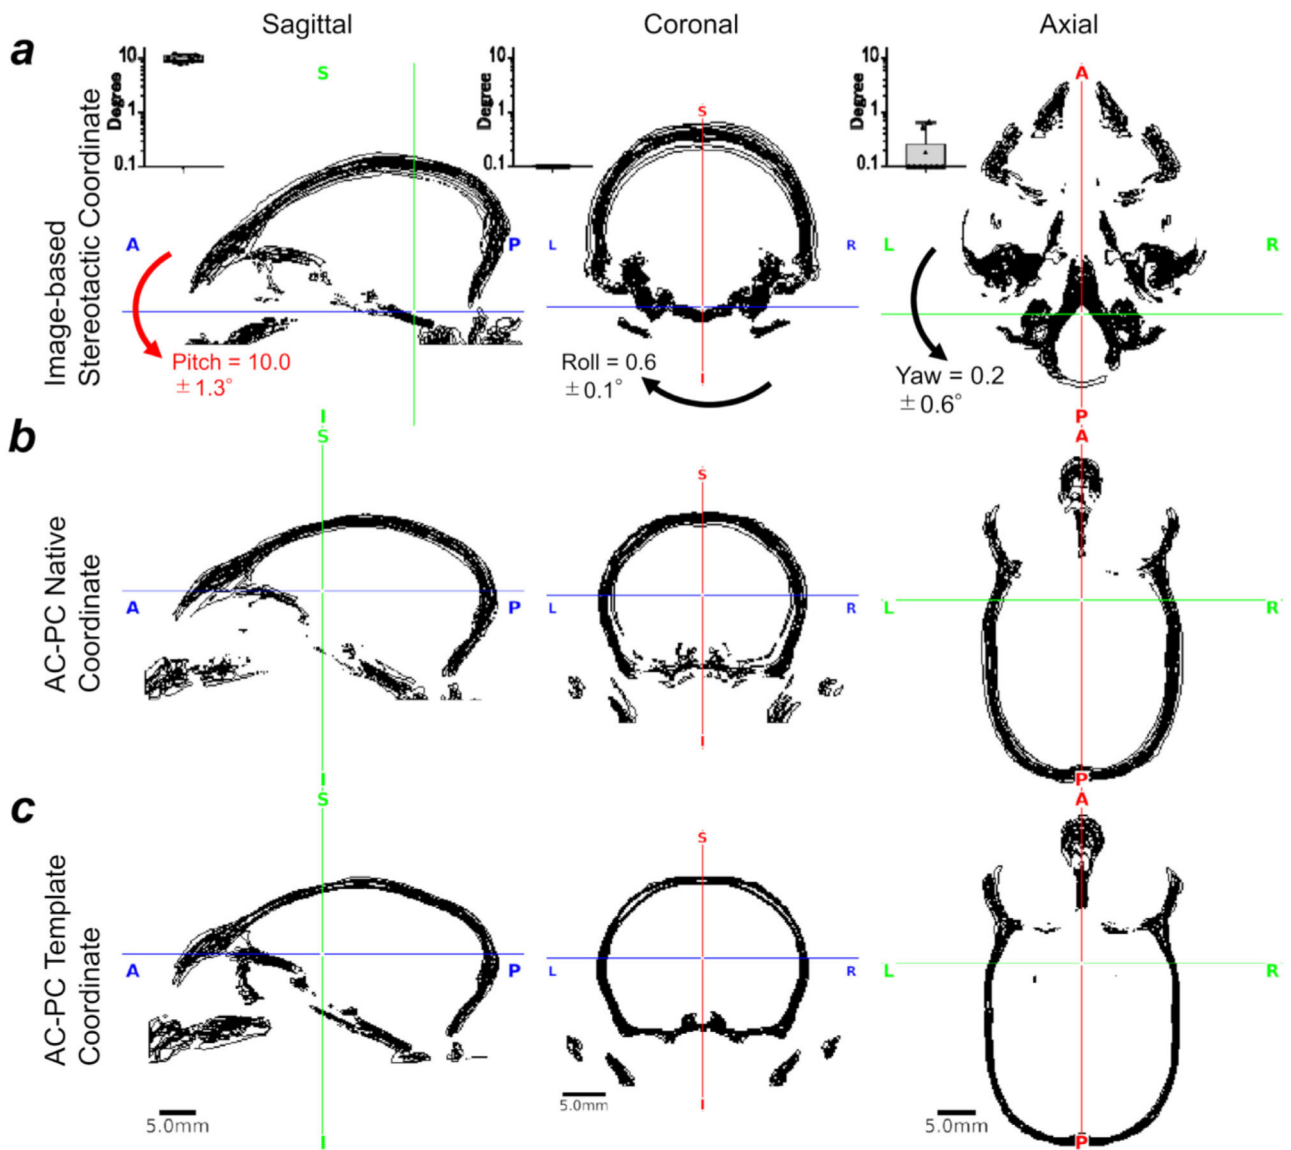 Sagittal
Coronal
Axial
a
Image-based
Stereotactic Coordinate
10
1
0.1
Degree
S
A
P
I
Pitch = 10.0
±1.3°
10
1
0.1
Degree
S
L
R
I
Roll = 0.6
±0.1°
10
1
0.1
Degree
A
L
R
P
Yaw = 0.2
±0.6°
b
AC-PC Native
Coordinate
S
A
P
I
S
L
R
I
A
L
R
P
c
AC-PC Template
Coordinate
S
A
P
I
5.0mm
S
L
R
I
5.0mm
A
L
R
P
5.0mm